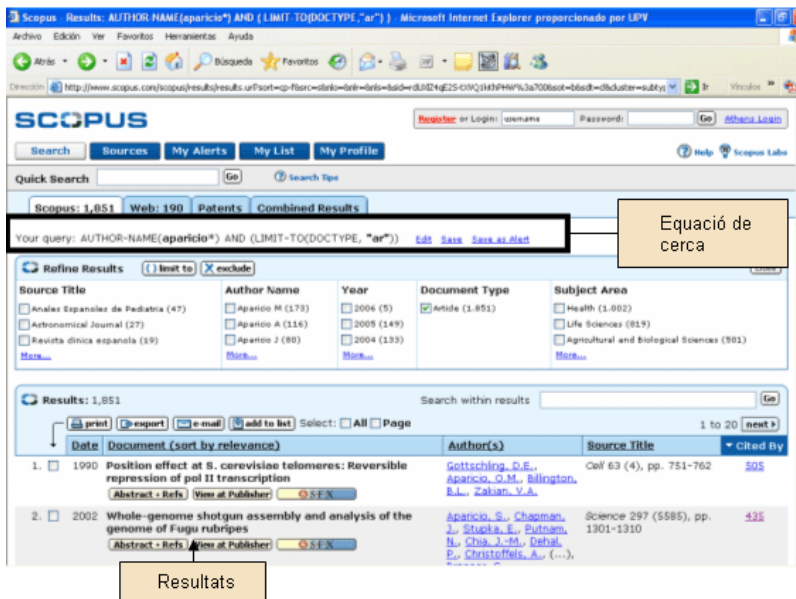 Scopus - Results: AUTHOR-NAME(aparicio*) AND ( LIMIT-TO(DOCTYPE,"ar") ) - Microsoft Internet Explorer proporcionado por UPV
Archivo Edición Ver Favoritos Herramientas Ayuda
Atrás Búsqueda Favoritos
Dirección Ir Vínculos
SCOPUS
Register or Login: username Password: Go Athens Login
Search Sources My Alerts My List My Profile
Help Scopus Labs
Quick Search Go Search Tips
Scopus: 1,851 Web: 190 Patents Combined Results
Equació de
cerca
Your query: AUTHOR-NAME(aparicio*) AND (LIMIT-TO(DOCTYPE, "ar")) Edit Save Save as Alert
Refine Results limit to exclude
Source Title Author Name Year Document Type Subject Area
Anales Espanoles de Pediatria (47) Aparicio M (173) 2006 (5) Article (1.851) Health (1.002)
Astronomical Journal (27) Aparicio A (116) 2005 (149) Life Sciences (819)
Revista clinica espanola (19) Aparicio J (80) 2004 (133) Agricultural and Biological Sciences (501)
More... More... More... More...
Results: 1,851 Search within results Go
print export e-mail add to list Select: All Page 1 to 20 next
Date Document (sort by relevance) Author(s) Source Title Cited By
1. 1990 Position effect at S. cerevisiae telomeres: Reversible Gottschling, D.E., Cell 63 (4), pp. 751-762 505
repression of pol II transcription Aparicio, O.M., Billington,
Abstract + Refs View at Publisher S·F·X B.L., Zakian, V.A.
2. 2002 Whole-genome shotgun assembly and analysis of the Aparicio, S., Chapman, Science 297 (5585), pp. 435
genome of Fugu rubripes J., Stupka, E., Putnam, 1301-1310
Abstract + Refs View at Publisher S·F·X N., Chia, J.-M., Dehal,
P., Christoffels, A., (...),
Resultats